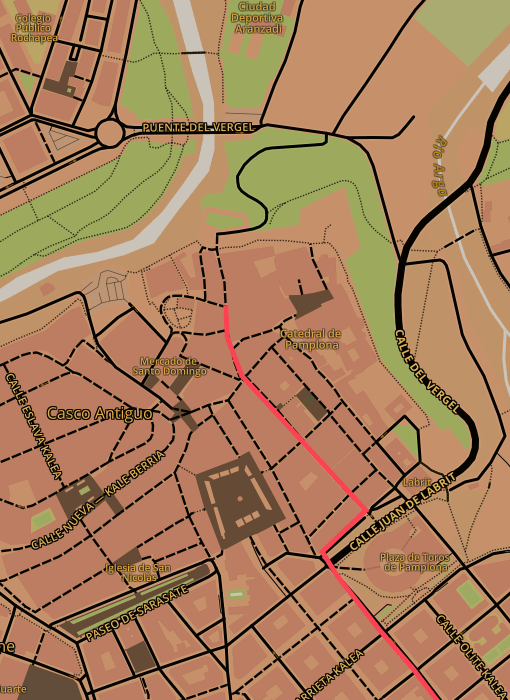 Ciudad
Deportiva
Aranzadi
Colegio
Público
Rochapea
PUENTE DEL VERGEL
Río Arga
Catedral de
Pamplona
CALLE DEL VERGEL
Mercado de
Santo Domingo
CALLE ESLAVA KALEA
Casco Antiguo
KALE BERRIA
CALLE NUEVA
Labrit
CALLE JUAN DE LABRIT
Plaza de Toros
de Pamplona
Iglesia de San
Nicolás
PASEO DE SARASATE
CALLE OLITE KALEA
ne
uarte
ARRIETA KALEA